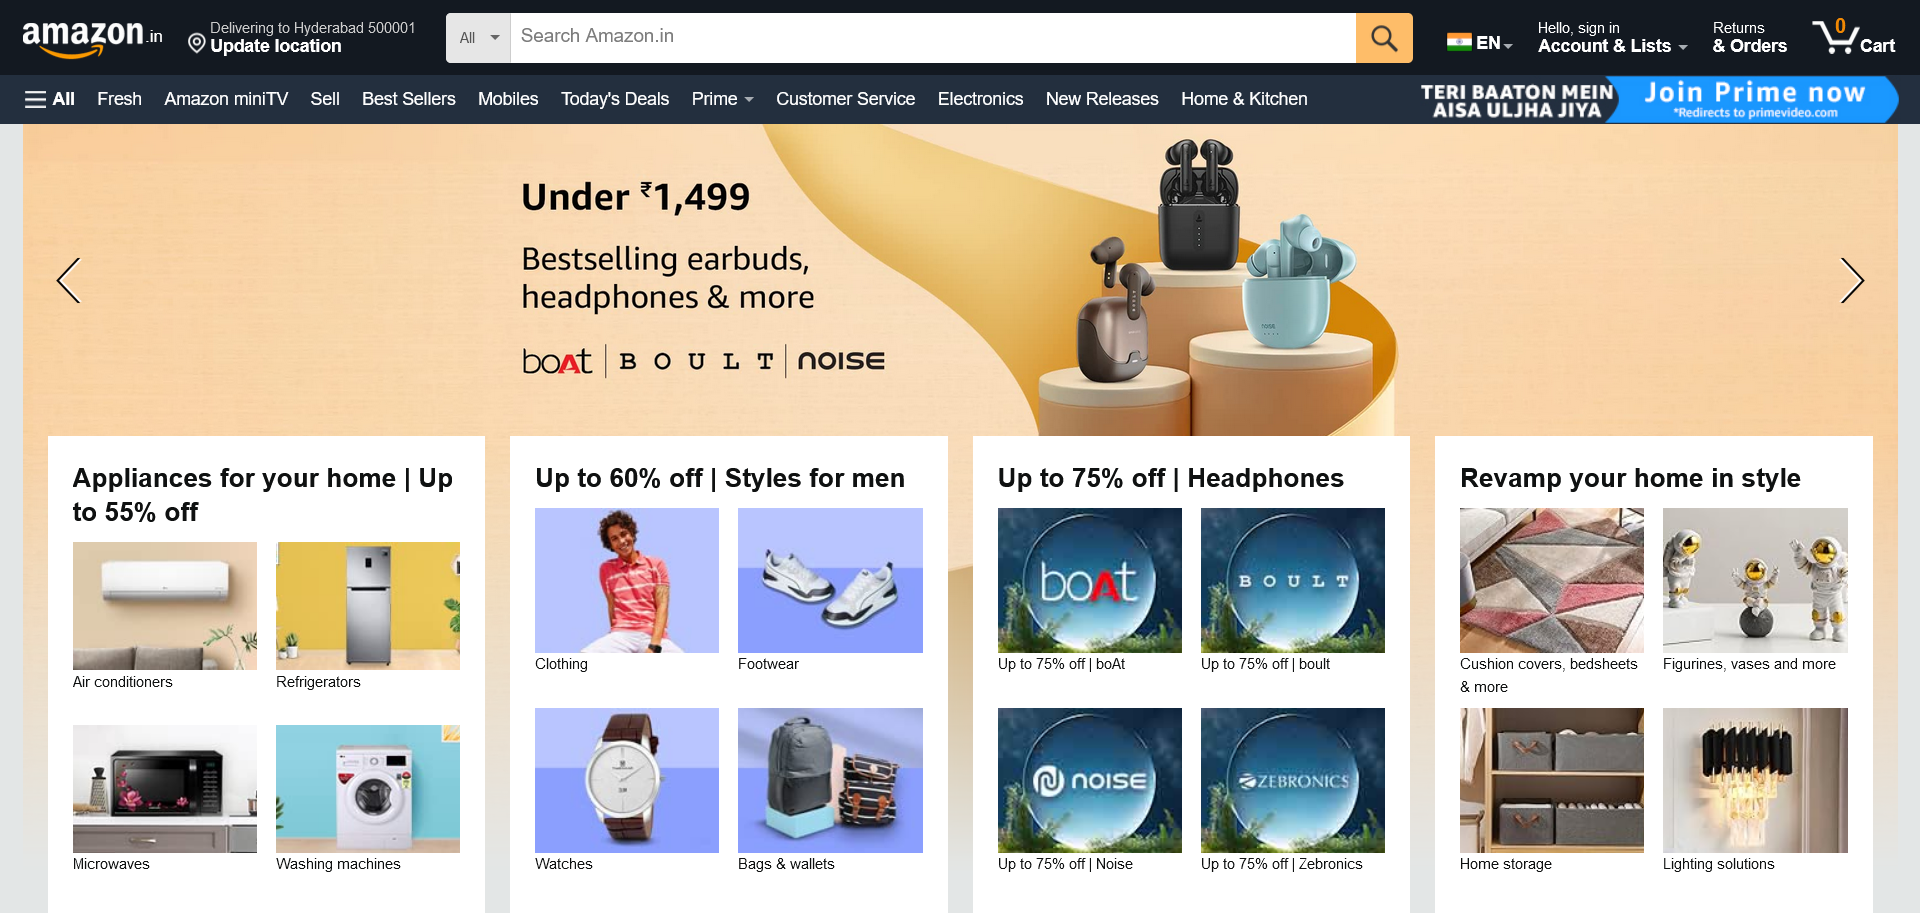 amazon.in
Delivering to Hyderabad 500001
Update location
All
Search Amazon.in
EN
Hello, sign in
Account & Lists
Returns
& Orders
0
Cart
All
Fresh
Amazon miniTV
Sell
Best Sellers
Mobiles
Today's Deals
Prime
Customer Service
Electronics
New Releases
Home & Kitchen
TERI BAATON MEIN
AISA ULJHA JIYA
Join Prime now
*Redirects to primevideo.com
Under ₹1,499
Bestselling earbuds,
headphones & more
boAt | BOULT | NOISE
Appliances for your home | Up
to 55% off
Air conditioners
Refrigerators
Microwaves
Washing machines
Up to 60% off | Styles for men
Clothing
Footwear
Watches
Bags & wallets
Up to 75% off | Headphones
boAt
BOULT
Up to 75% off | boAt
Up to 75% off | boult
NOISE
ZEBRONICS
Up to 75% off | Noise
Up to 75% off | Zebronics
Revamp your home in style
Cushion covers, bedsheets
& more
Figurines, vases and more
Home storage
Lighting solutions